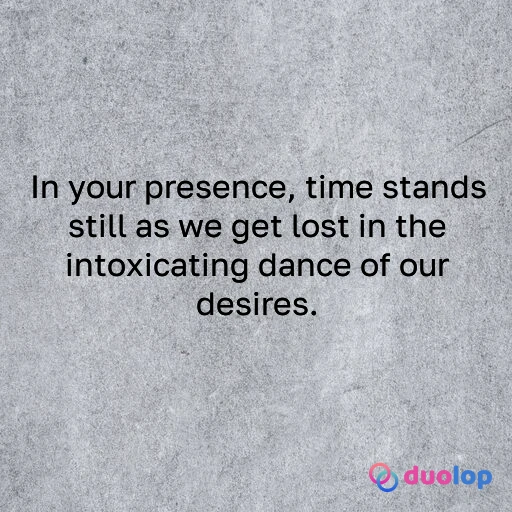 In your presence, time stands
still as we get lost in the
intoxicating dance of our
desires.
duolop